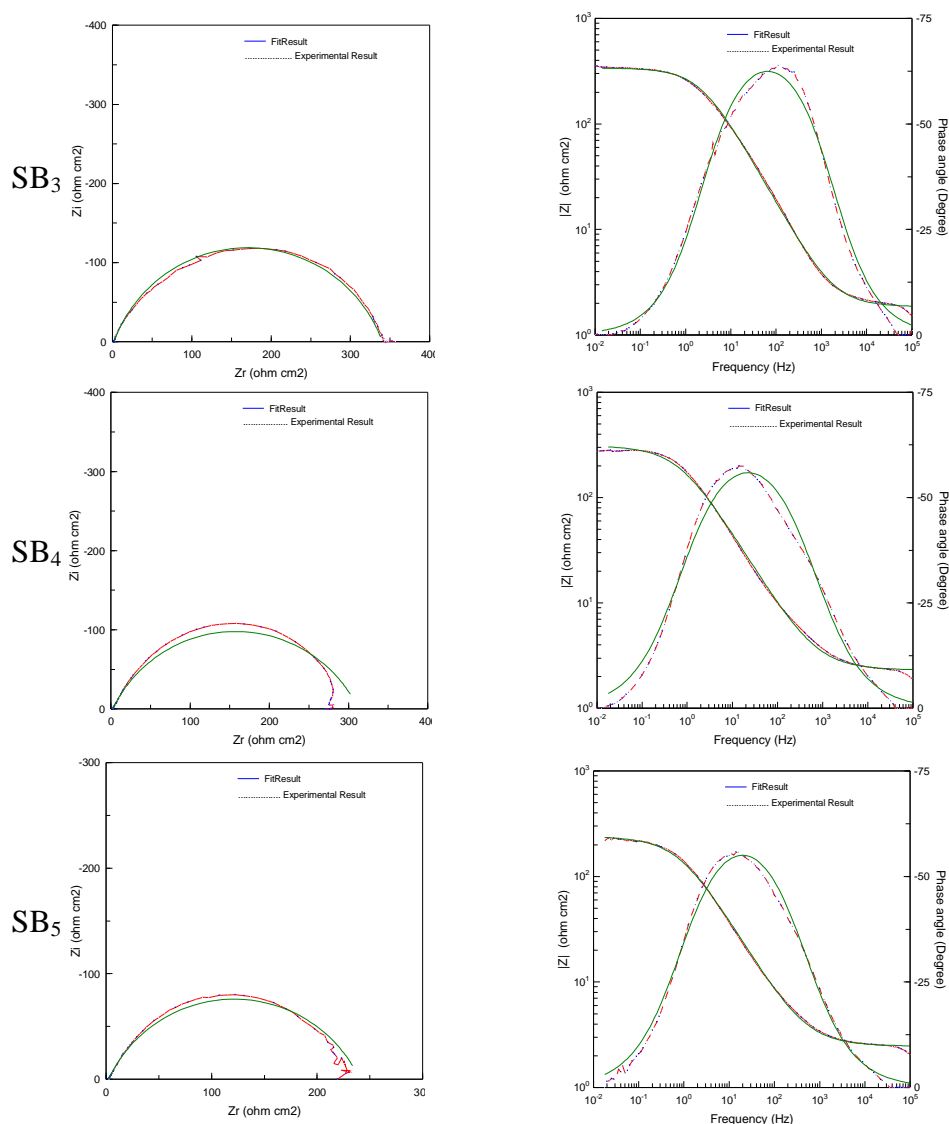 -400
FitResult
Experimental Result
-300
-200
-100
0
Zi (ohm cm2)
0 100 200 300 40
Zr (ohm cm2)
SB₃
10³
FitResult
Experimental Result
10²
10¹
10⁰
|Z| (ohm cm2)
-75
-50
-25
0
Phase angle (Degree)
10⁻² 10⁻¹ 10⁰ 10¹ 10² 10³ 10⁴ 10⁵
Frequency (Hz)
-400
FitResult
Experimental Result
-300
-400
-200
-100
0
Zi (ohm cm2)
0 100 200 300 40
Zr (ohm cm2)
SB₄
10³
FitResult
Experimental Result
10²
10¹
10⁰
|Z| (ohm cm2)
-75
-50
-25
0
Phase angle (Degree)
10⁻² 10⁻¹ 10⁰ 10¹ 10² 10³ 10⁴ 10⁵
Frequency (Hz)
-300
FitResult
Experimental Result
-200
-100
0
Zi (ohm cm2)
0 100 200 30
Zr (ohm cm2)
SB₅
10³
FitResult
Experimental Result
10²
10¹
10⁰
|Z| (ohm cm2)
-75
-50
-25
0
Phase angle (Degree)
10⁻² 10⁻¹ 10⁰ 10¹ 10² 10³ 10⁴ 10⁵
Frequency (Hz)